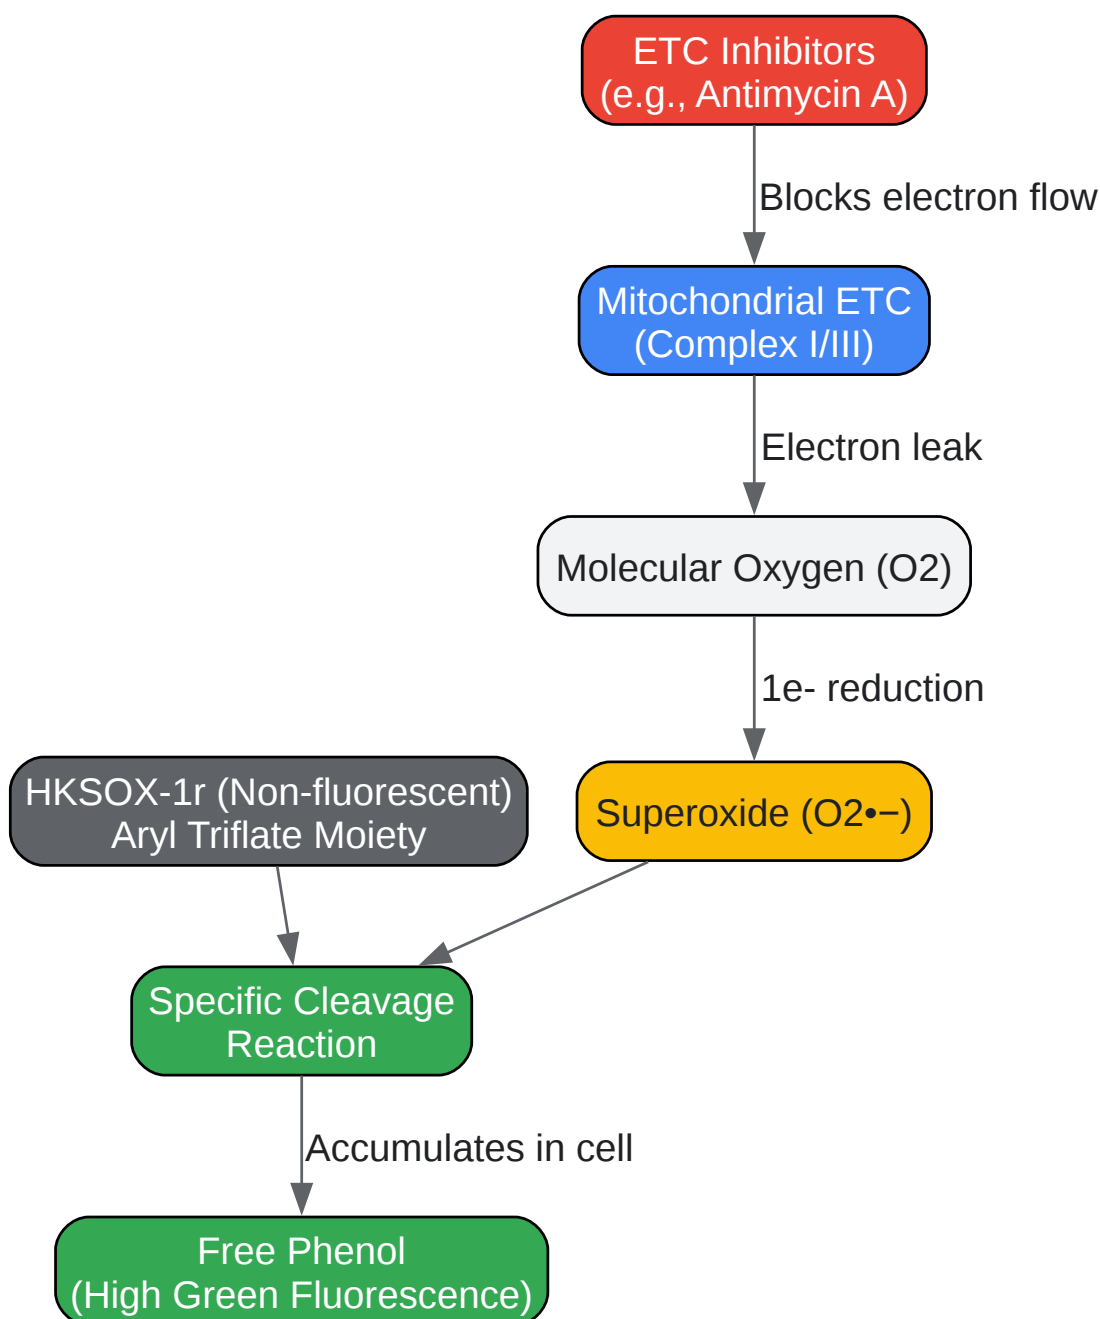 ETC Inhibitors
(e.g., Antimycin A)
Blocks electron flow
Mitochondrial ETC
(Complex I/III)
Electron leak
Molecular Oxygen (O2)
1e- reduction
HKSOX-1r (Non-fluorescent)
Aryl Triflate Moiety
Superoxide (O2•−)
Specific Cleavage
Reaction
Accumulates in cell
Free Phenol
(High Green Fluorescence)